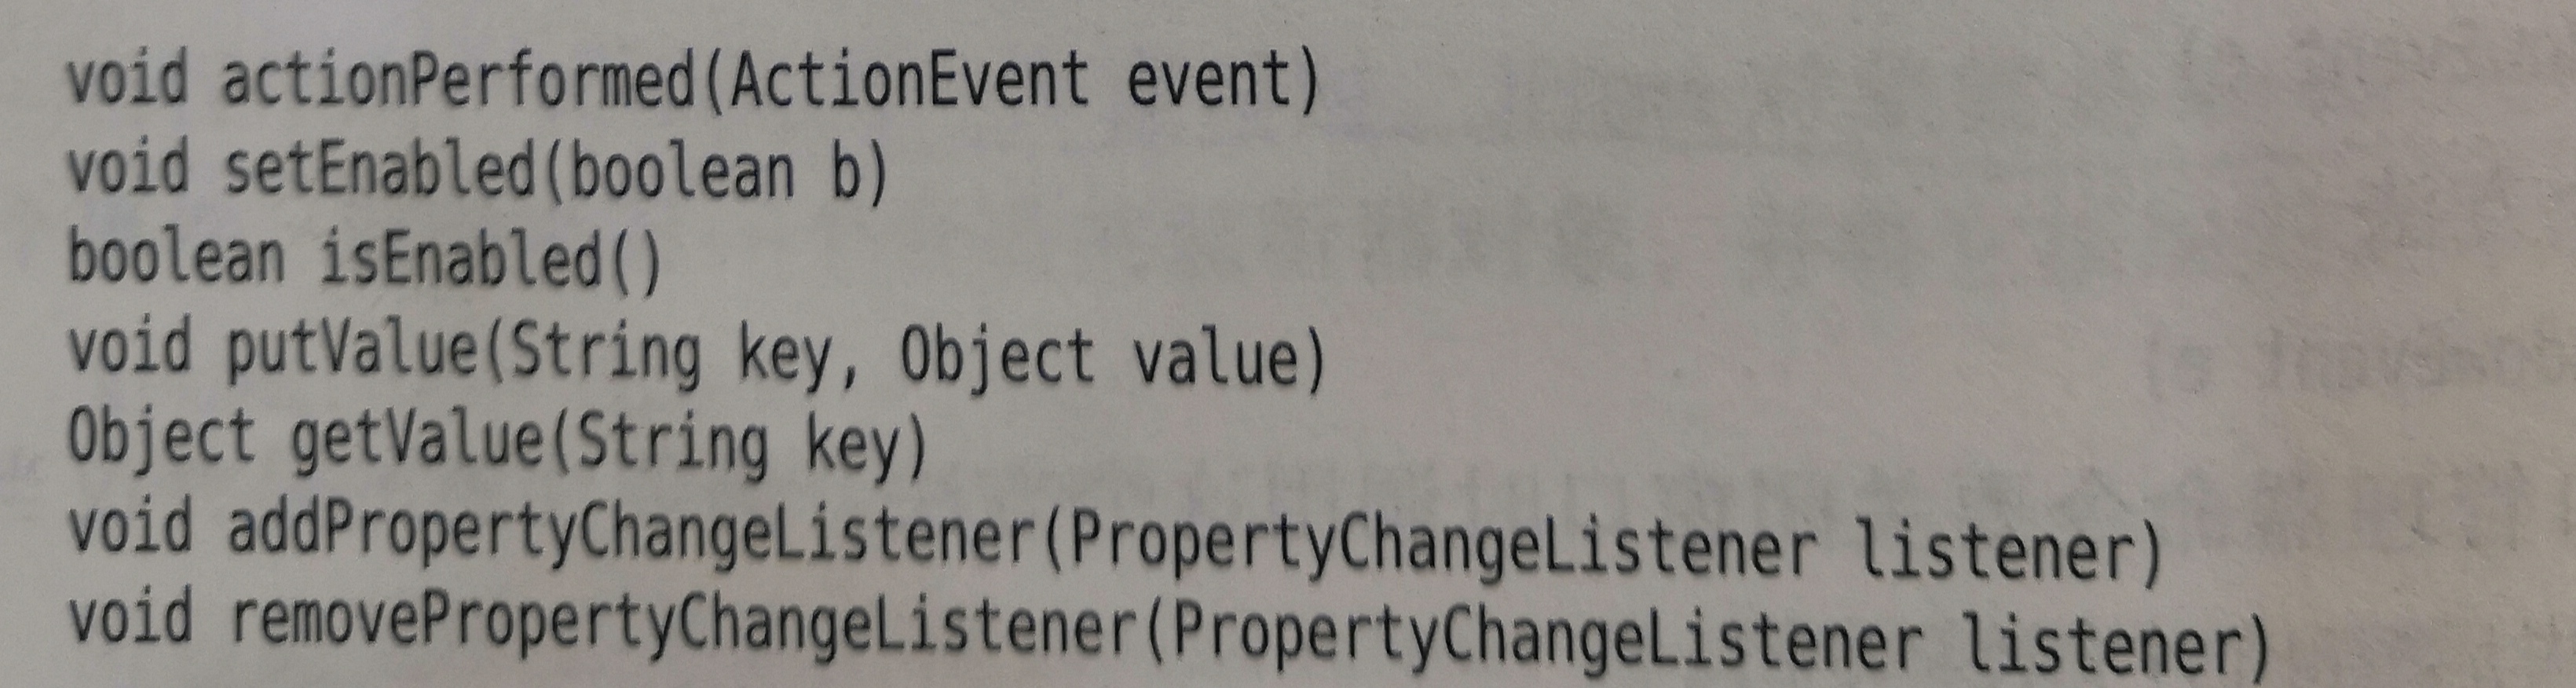 void actionPerformed(ActionEvent event)
void setEnabled(boolean b)
boolean isEnabled()
void putValue(String key, Object value)
Object getValue(String key)
void addPropertyChangeListener(PropertyChangeListener listener)
void removePropertyChangeListener(PropertyChangeListener listener)